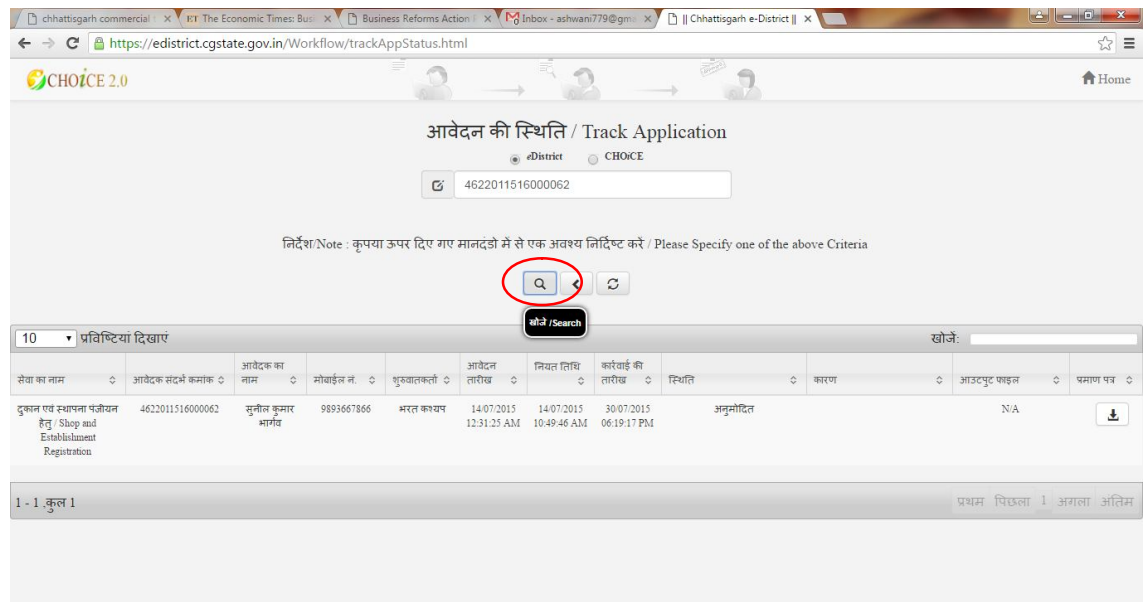 chhattisgarh commercial
ET The Economic Times: Busi
Business Reforms Action P
Inbox - ashwani779@gma
|| Chhattisgarh e-District ||
https://edistrict.cgstate.gov.in/Workflow/trackAppStatus.html
CHOiCE 2.0
Home
आवेदन की स्थिति / Track Application
eDistrict CHOiCE
4622011516000062
निर्देश/Note : कृपया ऊपर दिए गए मानदंडो में से एक अवश्य निर्दिष्ट करें / Please Specify one of the above Criteria
खोजे /Search
10 प्रविष्टियां दिखाएं खोजें:
सेवा का नाम
आवेदक संदर्भ कमांक
आवेदक का
नाम
मोबाईल नं.
शुरुवातकर्ता
आवेदन
तारीख
नियत तिथि
कार्रवाई की
तारीख
स्थिति
कारण
आउटपुट फाइल
प्रमाण पत्र
दुकान एवं स्थापना पंजीयन
हेतु / Shop and
Establishment
Registration
4622011516000062
सुनील कुमार
भार्गव
9893667866
भरत कश्यप
14/07/2015
12:31:25 AM
14/07/2015
10:49:46 AM
30/07/2015
06:19:17 PM
अनुमोदित
N/A
1 - 1 .कुल 1
प्रथम पिछला 1 अगला अंतिम